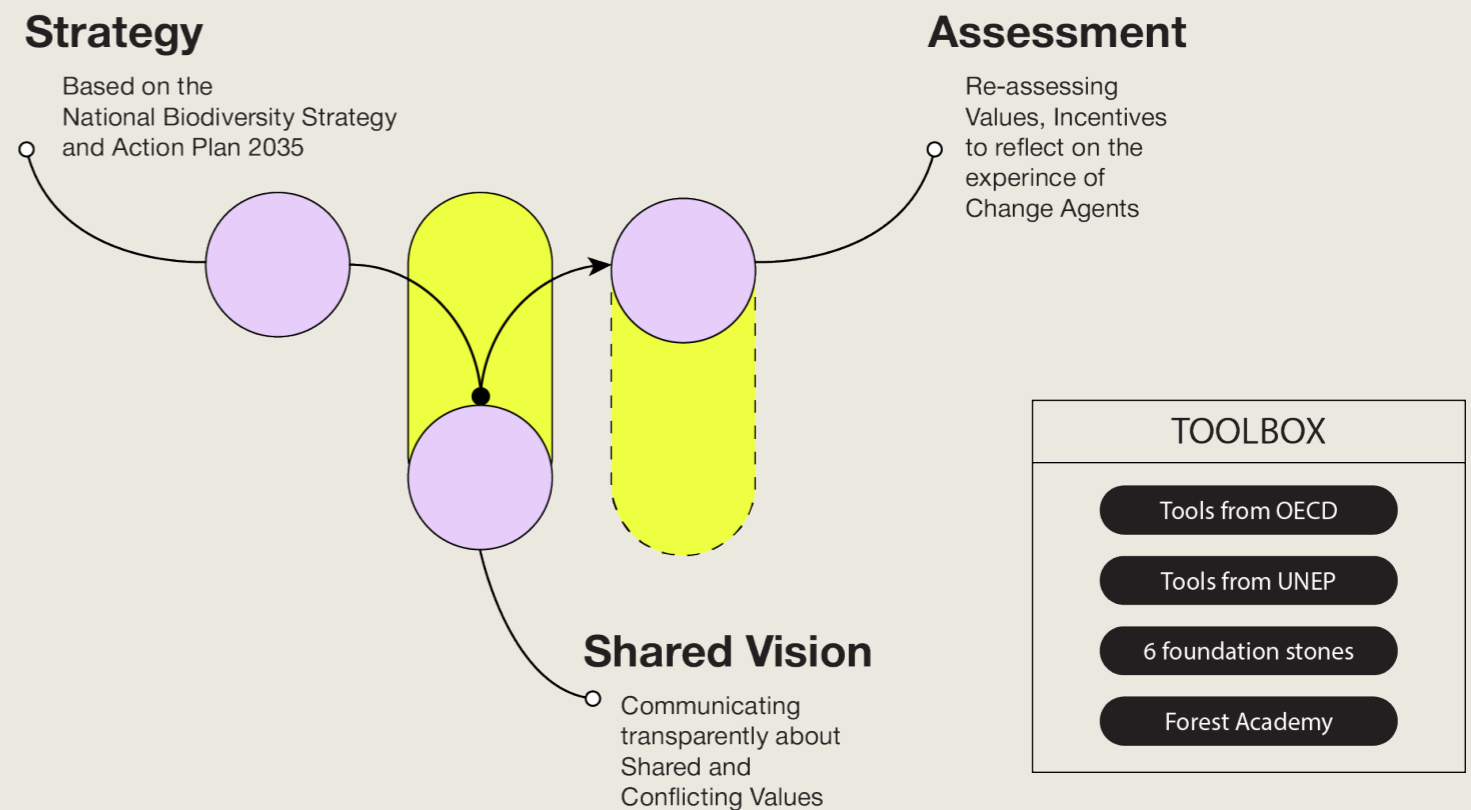 Strategy
Based on the
National Biodiversity Strategy
and Action Plan 2035
Assessment
Re-assessing
Values, Incentives
to reflect on the
experince of
Change Agents
Shared Vision
Communicating
transparently about
Shared and
Conflicting Values
TOOLBOX
Tools from OECD
Tools from UNEP
6 foundation stones
Forest Academy